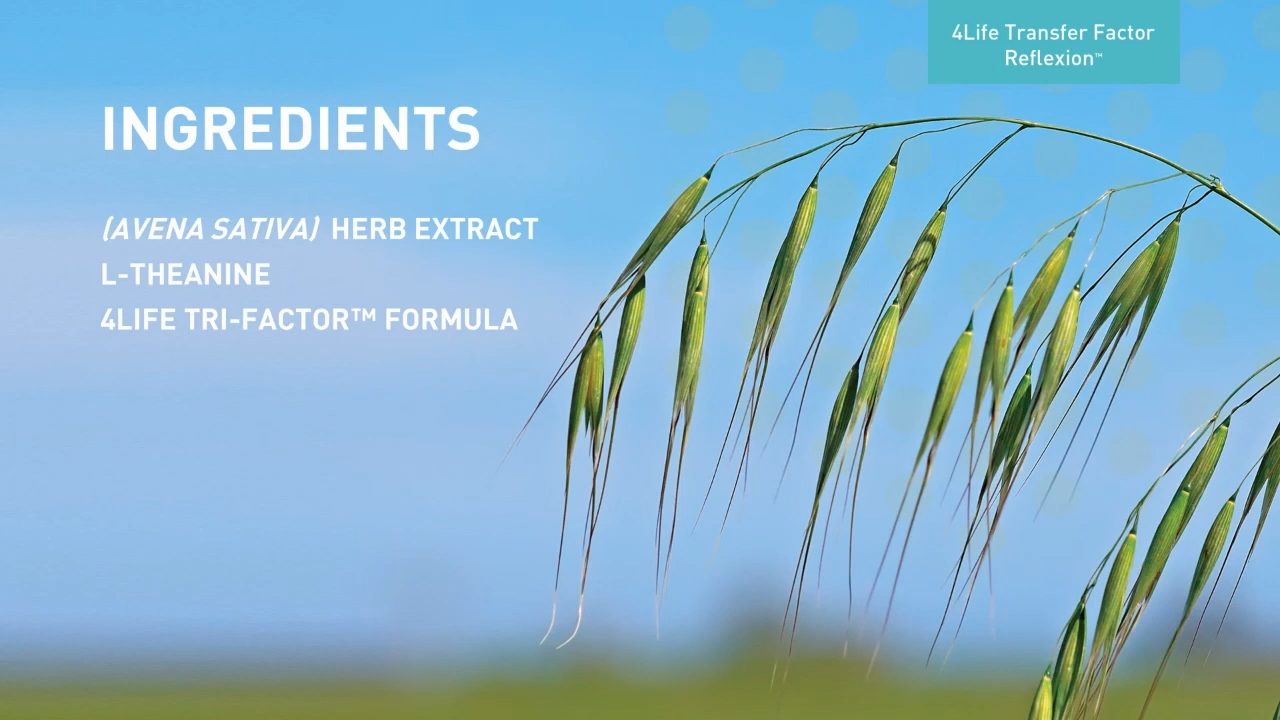 4Life Transfer Factor
Reflexion™
INGREDIENTS
(AVENA SATIVA) HERB EXTRACT
L-THEANINE
4LIFE TRI-FACTOR™ FORMULA